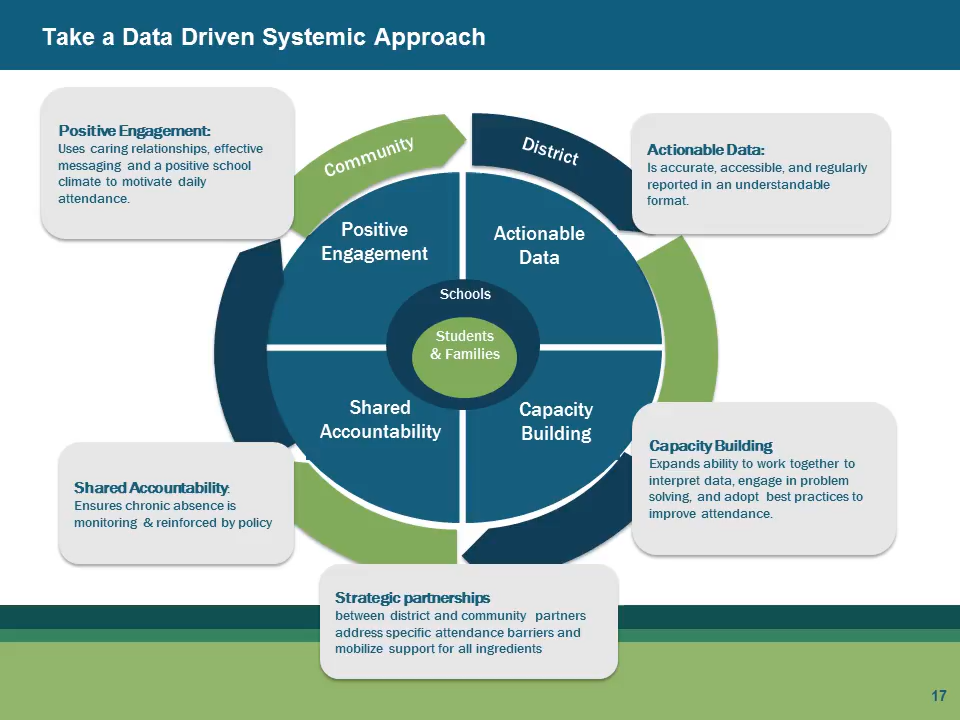 Take a Data Driven Systemic Approach
Positive Engagement:
Uses caring relationships, effective
messaging and a positive school
climate to motivate daily
attendance.
Community
District
Actionable Data:
Is accurate, accessible, and regularly
reported in an understandable
format.
Positive
Engagement
Actionable
Data
Schools
Students
& Families
Shared
Accountability
Capacity
Building
Shared Accountability:
Ensures chronic absence is
monitoring & reinforced by policy
Capacity Building
Expands ability to work together to
interpret data, engage in problem
solving, and adopt best practices to
improve attendance.
Strategic partnerships
between district and community partners
address specific attendance barriers and
mobilize support for all ingredients
17